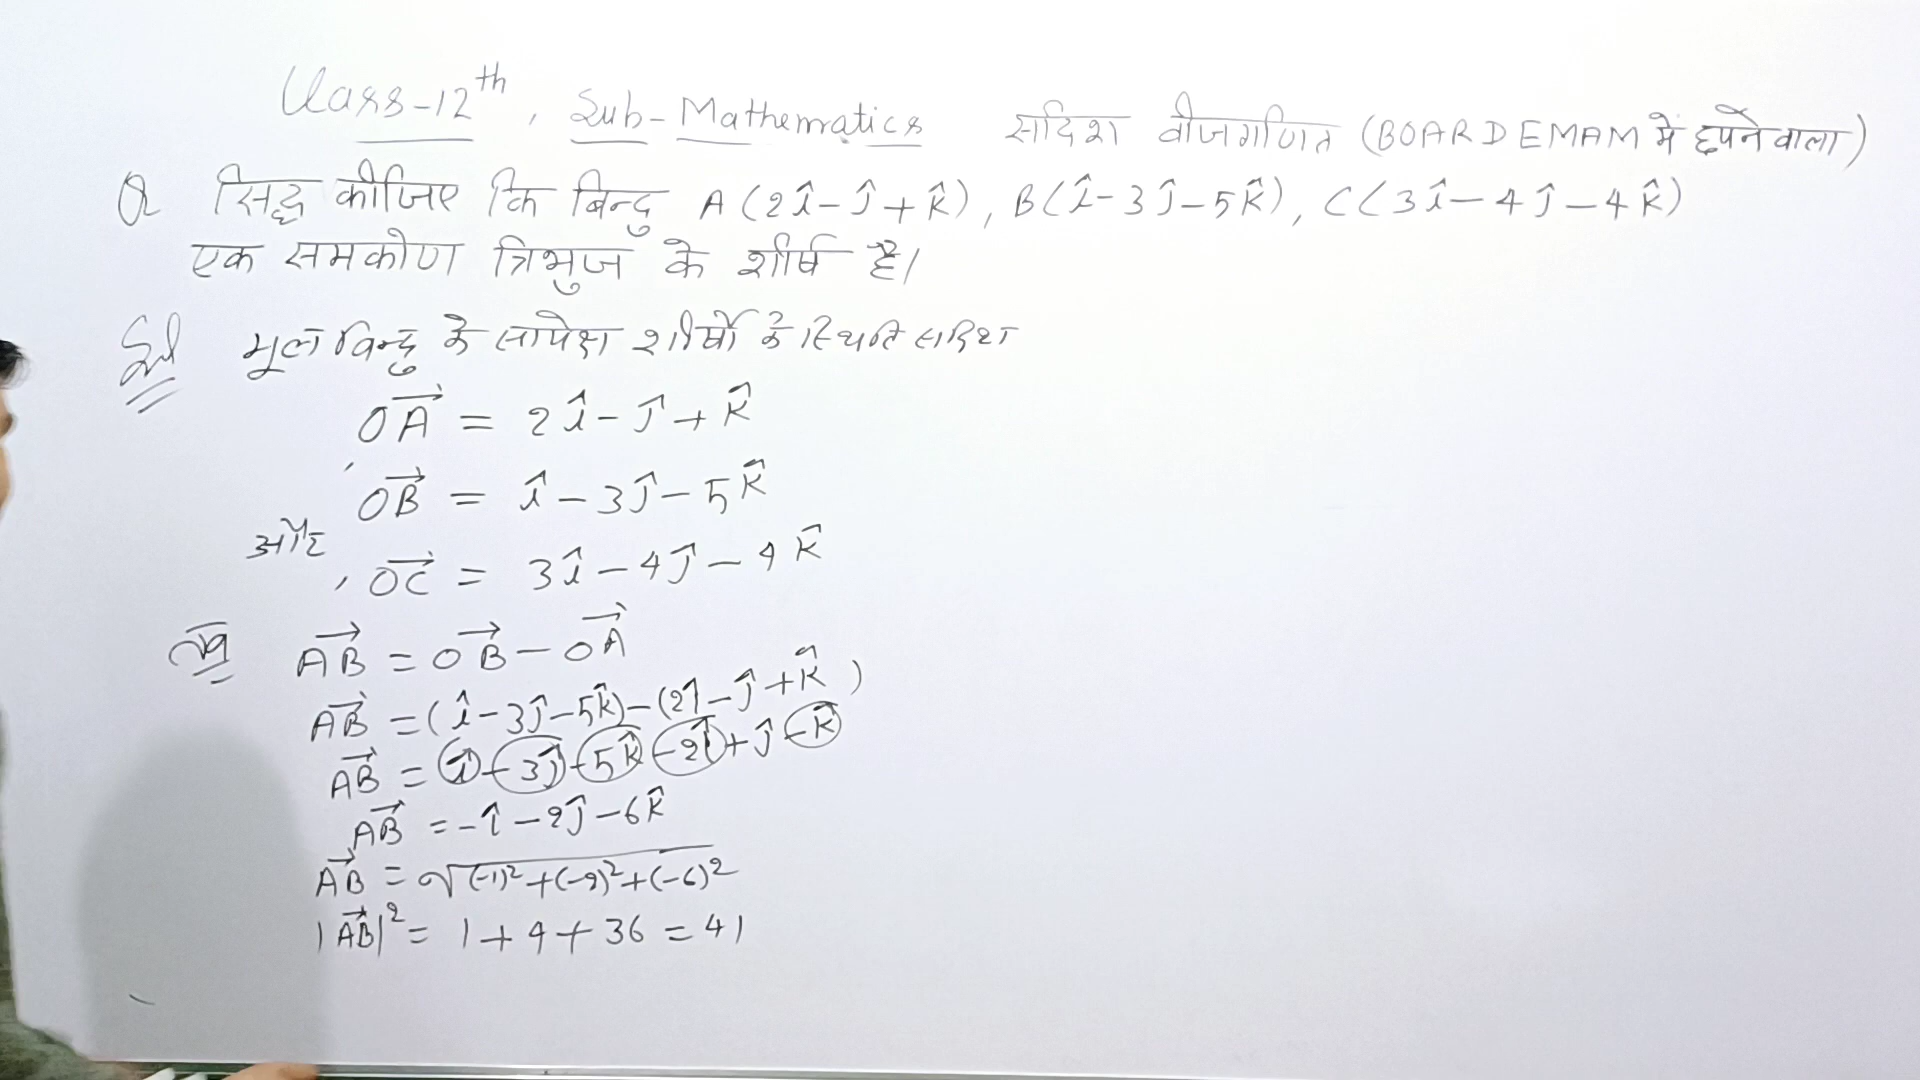 Class-12th, Sub-Mathematics सदिश बीजगणित (BOARD EMAM में छपने वाला)
Q सिद्ध कीजिए कि बिन्दु A(2î-ĵ+k̂), B(î-3ĵ-5k̂), C(3î-4ĵ-4k̂)
एक समकोण त्रिभुज के शीर्ष है।
Sol मूल बिन्दु के सापेक्ष शीर्षों के स्थिति सदिश
OA⃗ = 2î-ĵ+k̂
, OB⃗ = î-3ĵ-5k̂
और, OC⃗ = 3î-4ĵ-4k̂
तब AB⃗ = OB⃗ - OA⃗
AB⃗ = (î-3ĵ-5k̂)-(2î-ĵ+k̂)
AB⃗ = î-3ĵ-5k̂-2î+ĵ-k̂
AB⃗ = -î-2ĵ-6k̂
AB⃗ = √(-1)²+(-2)²+(-6)²
|AB⃗|² = 1+4+36 = 41